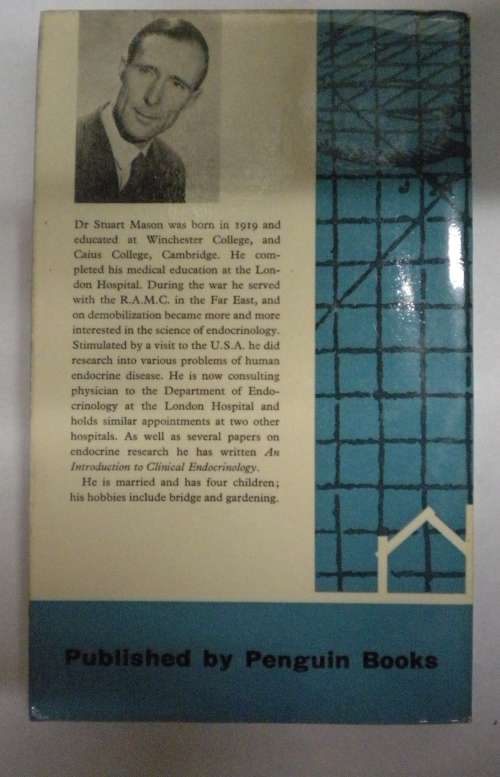 Dr Stuart Mason was born in 1919 and
educated at Winchester College, and
Caius College, Cambridge. He com-
pleted his medical education at the Lon-
don Hospital. During the war he served
with the R.A.M.C. in the Far East, and
on demobilization became more and more
interested in the science of endocrinology.
Stimulated by a visit to the U.S.A. he did
research into various problems of human
endocrine disease. He is now consulting
physician to the Department of Endo-
crinology at the London Hospital and
holds similar appointments at two other
hospitals. As well as several papers on
endocrine research he has written An
Introduction to Clinical Endocrinology.
He is married and has four children;
his hobbies include bridge and gardening.
Published by Penguin Books